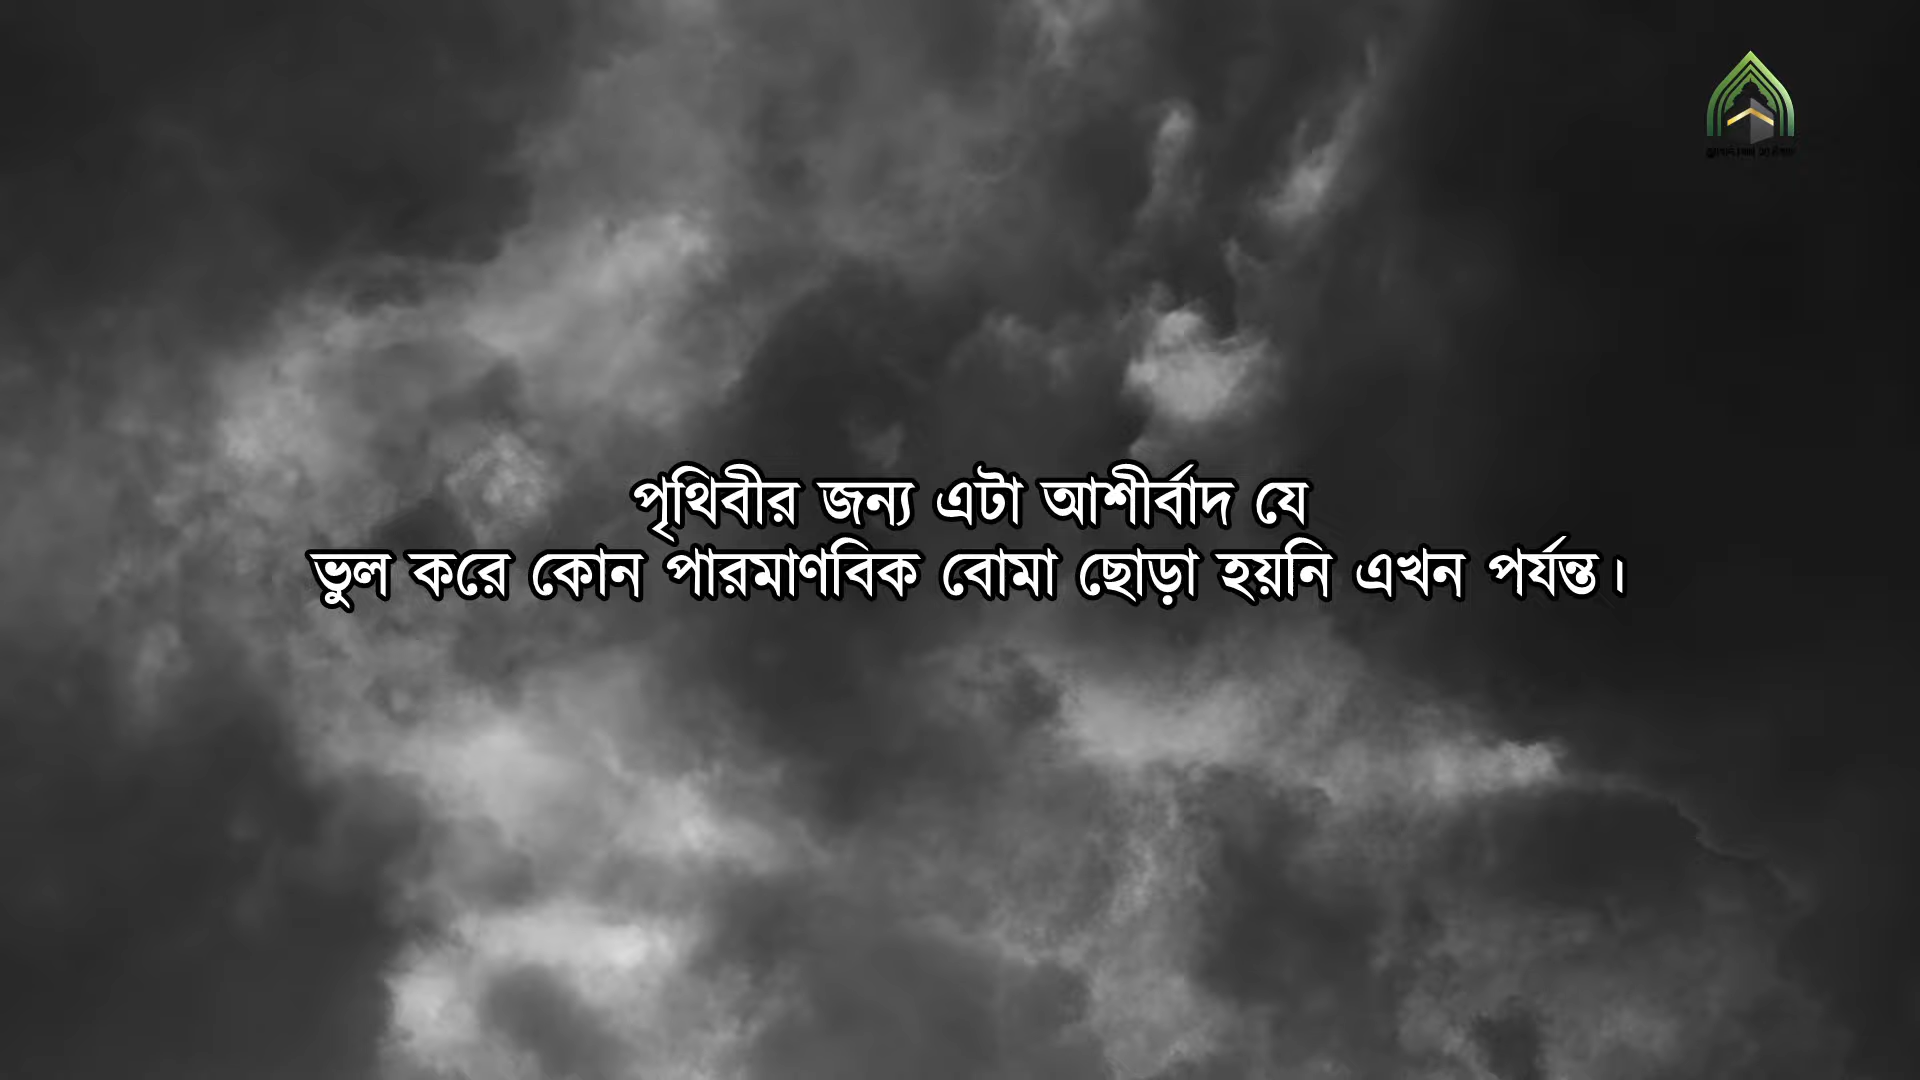 পৃথিবীর জন্য এটা আশীর্বাদ যে
ভুল করে কোন পারমাণবিক বোমা ছোড়া হয়নি এখন পর্যন্ত।